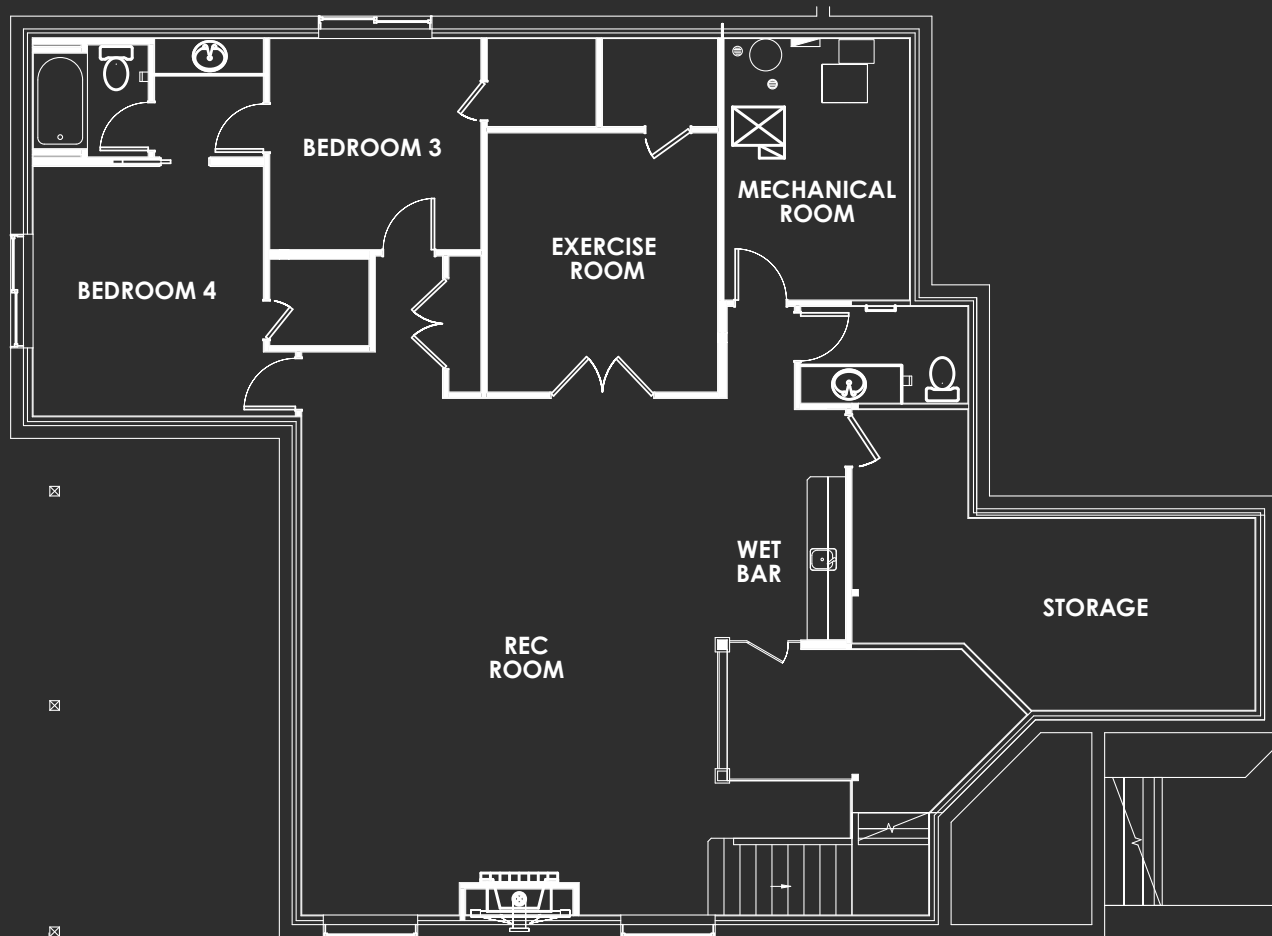 BEDROOM 3
MECHANICAL
ROOM
EXERCISE
ROOM
BEDROOM 4
WET
BAR
STORAGE
REC
ROOM